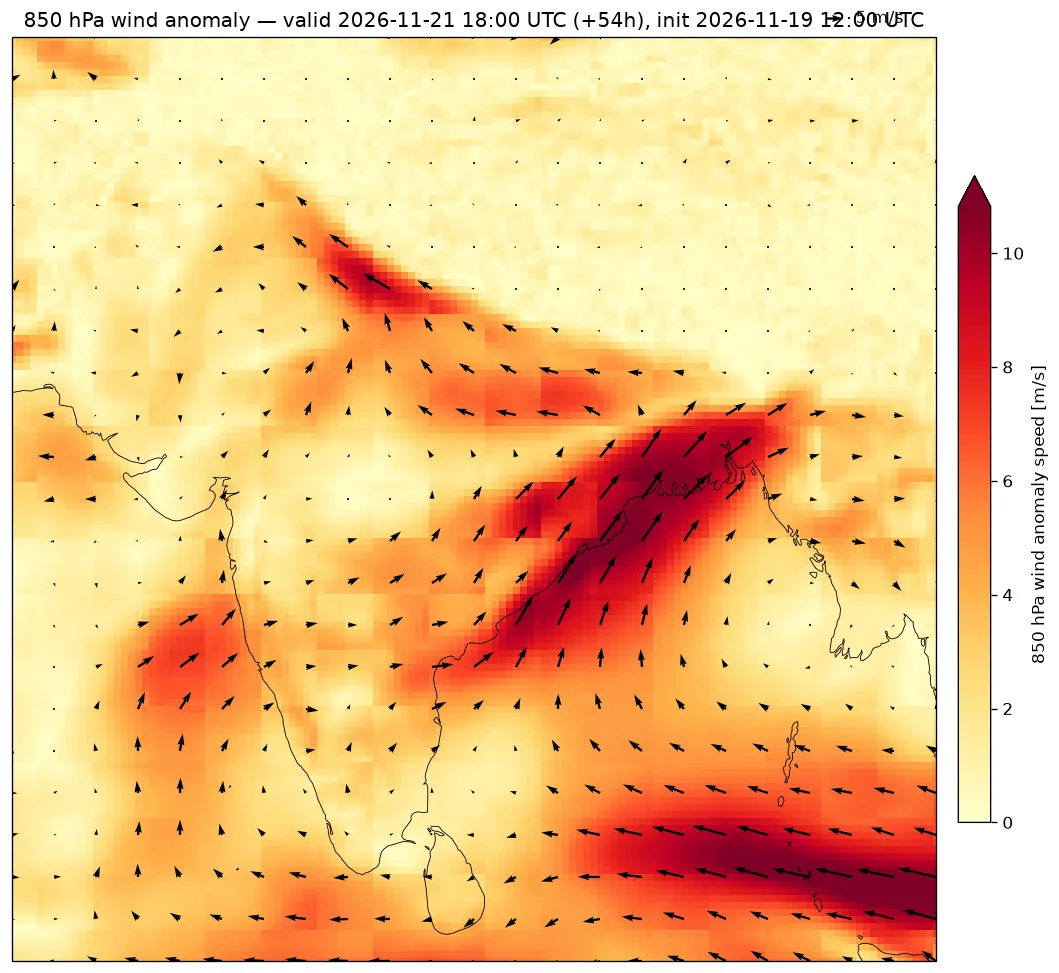 850 hPa wind anomaly — valid 2026-11-21 18:00 UTC (+54h), init 2026-11-19 12:00 UTC
5 m/s
10
8
6
4
2
0
850 hPa wind anomaly speed [m/s]